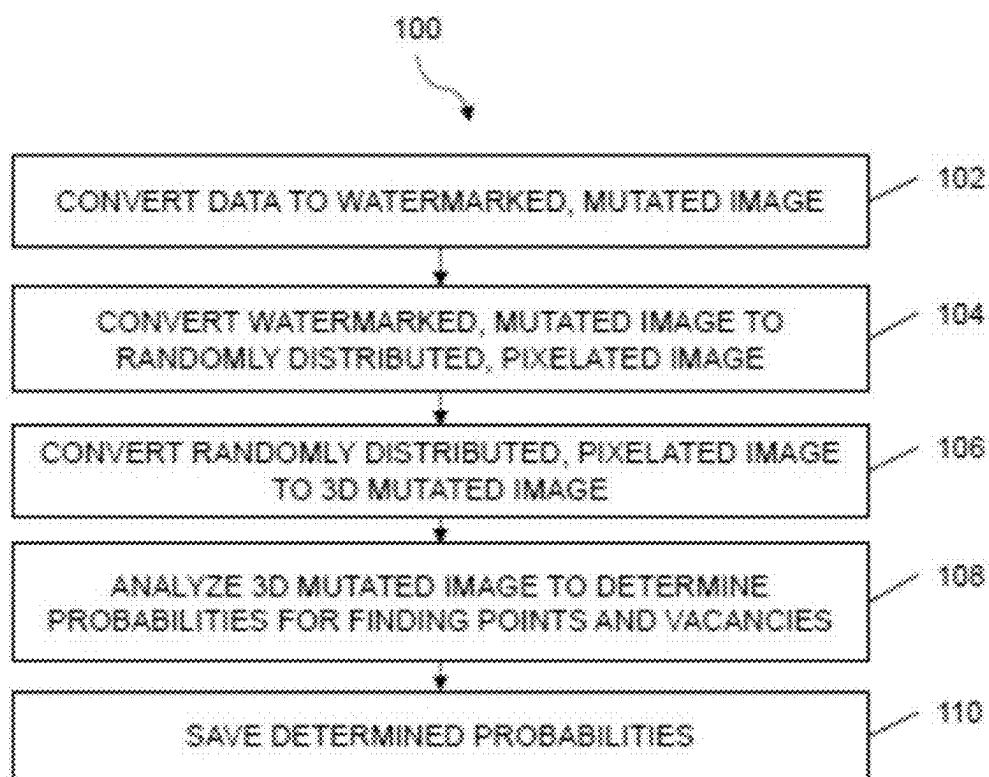 100
CONVERT DATA TO WATERMARKED, MUTATED IMAGE
102
CONVERT WATERMARKED, MUTATED IMAGE TO
RANDOMLY DISTRIBUTED, PIXELATED IMAGE
104
CONVERT RANDOMLY DISTRIBUTED, PIXELATED IMAGE
TO 3D MUTATED IMAGE
106
ANALYZE 3D MUTATED IMAGE TO DETERMINE
PROBABILITIES FOR FINDING POINTS AND VACANCIES
108
SAVE DETERMINED PROBABILITIES
110